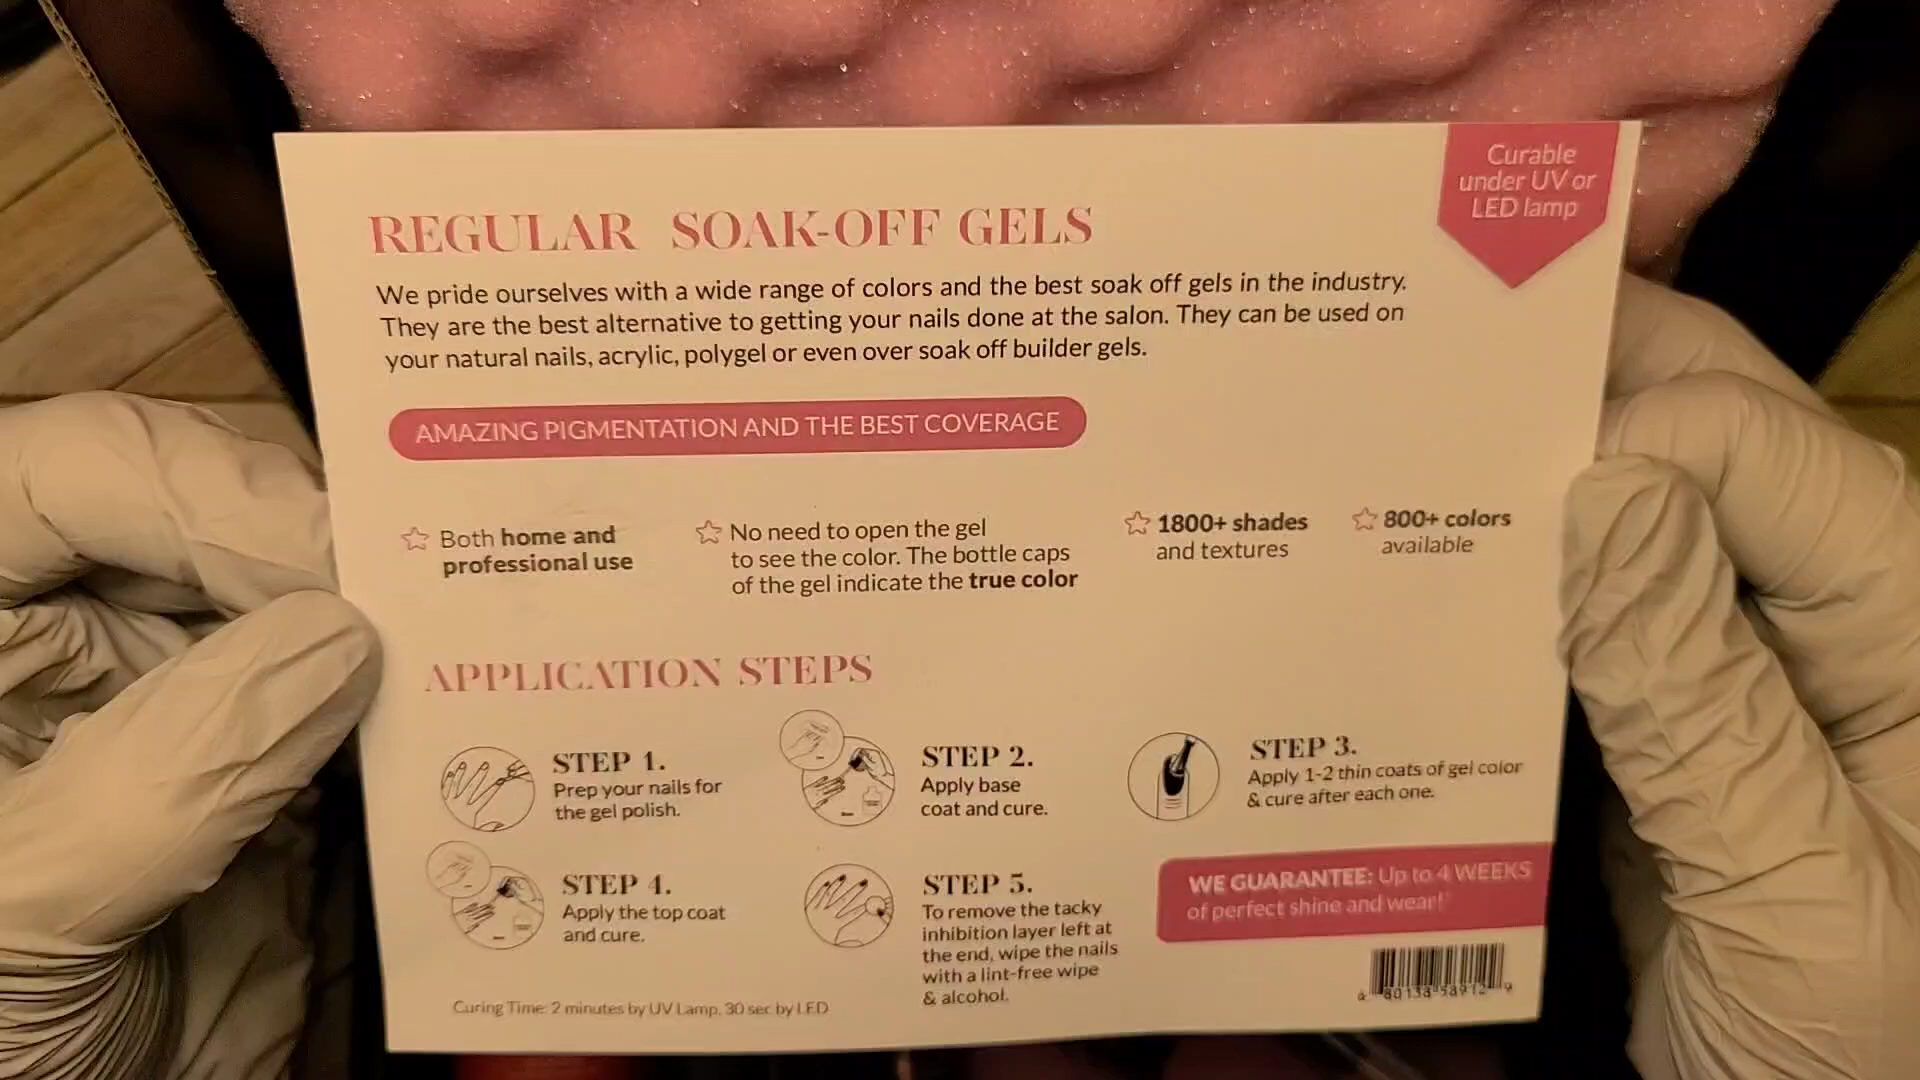 Curable
under UV or
LED lamp
REGULAR SOAK-OFF GELS
We pride ourselves with a wide range of colors and the best soak off gels in the industry.
They are the best alternative to getting your nails done at the salon. They can be used on
your natural nails, acrylic, polygel or even over soak off builder gels.
AMAZING PIGMENTATION AND THE BEST COVERAGE
Both home and
professional use
No need to open the gel
to see the color. The bottle caps
of the gel indicate the true color
1800+ shades
and textures
800+ colors
available
APPLICATION STEPS
STEP 1.
Prep your nails for
the gel polish.
STEP 2.
Apply base
coat and cure.
STEP 3.
Apply 1-2 thin coats of gel color
& cure after each one.
STEP 4.
Apply the top coat
and cure.
STEP 5.
To remove the tacky
inhibition layer left at
the end, wipe the nails
with a lint-free wipe
& alcohol.
WE GUARANTEE: Up to 4 WEEKS
of perfect shine and wear!
Curing Time: 2 minutes by UV Lamp, 30 sec by LED